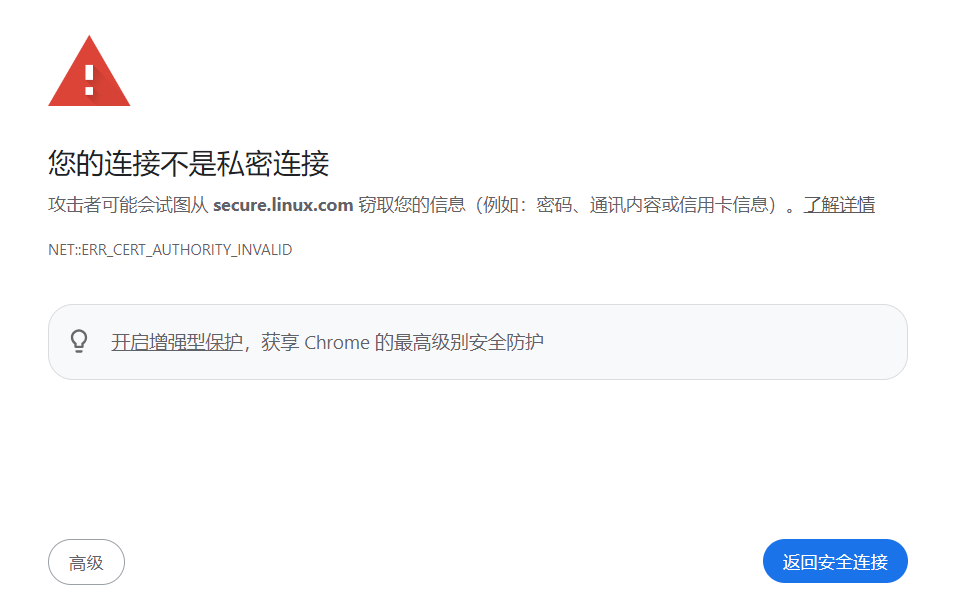 您的连接不是私密连接
攻击者可能会试图从 secure.linux.com 窃取您的信息（例如：密码、通讯内容或信用卡信息）。了解详情
NET::ERR_CERT_AUTHORITY_INVALID
开启增强型保护，获享 Chrome 的最高级别安全防护
高级
返回安全连接